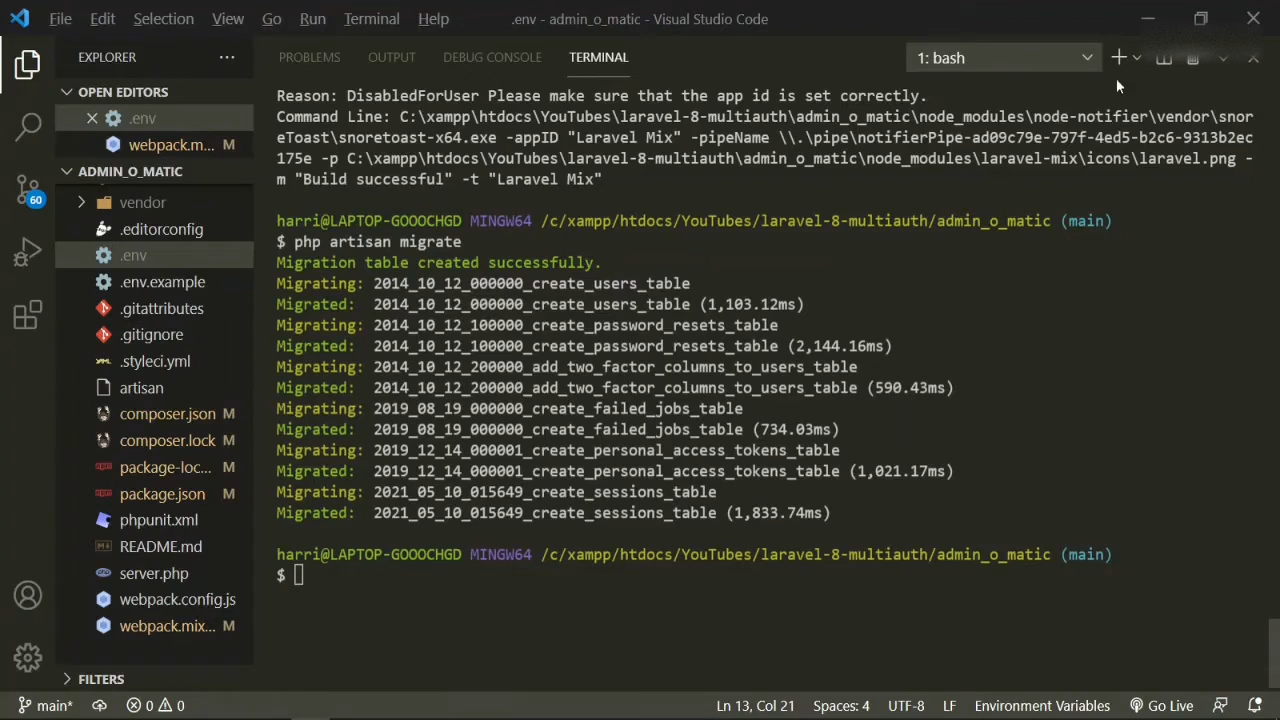 File Edit Selection View Go Run Terminal Help .env - admin_o_matic - Visual Studio Code
EXPLORER
OPEN EDITORS
.env
webpack.m... M
ADMIN_O_MATIC
vendor
.editorconfig
.env
.env.example
.gitattributes
.gitignore
.styleci.yml
artisan
composer.json M
composer.lock M
package-loc... M
package.json M
phpunit.xml
README.md
server.php
webpack.config.js
webpack.mix... M
FILTERS
60
PROBLEMS OUTPUT DEBUG CONSOLE TERMINAL 1: bash
Reason: DisabledForUser Please make sure that the app id is set correctly.
Command Line: C:\xampp\htdocs\YouTubes\laravel-8-multiauth\admin_o_matic\node_modules\node-notifier\vendor\sno
reToast\snoretoast-x64.exe -appID "Laravel Mix" -pipeName \\.\pipe\notifierPipe-ad09c79e-797f-4ed5-b2c6-9313b2ec
175e -p C:\xampp\htdocs\YouTubes\laravel-8-multiauth\admin_o_matic\node_modules\laravel-mix\icons\laravel.png -
m "Build successful" -t "Laravel Mix"
harri@LAPTOP-GOOOCHGD MINGW64 /c/xampp/htdocs/YouTubes/laravel-8-multiauth/admin_o_matic (main)
$ php artisan migrate
Migration table created successfully.
Migrating: 2014_10_12_000000_create_users_table
Migrated: 2014_10_12_000000_create_users_table (1,103.12ms)
Migrating: 2014_10_12_100000_create_password_resets_table
Migrated: 2014_10_12_100000_create_password_resets_table (2,144.16ms)
Migrating: 2014_10_12_200000_add_two_factor_columns_to_users_table
Migrated: 2014_10_12_200000_add_two_factor_columns_to_users_table (590.43ms)
Migrating: 2019_08_19_000000_create_failed_jobs_table
Migrated: 2019_08_19_000000_create_failed_jobs_table (734.03ms)
Migrating: 2019_12_14_000001_create_personal_access_tokens_table
Migrated: 2019_12_14_000001_create_personal_access_tokens_table (1,021.17ms)
Migrating: 2021_05_10_015649_create_sessions_table
Migrated: 2021_05_10_015649_create_sessions_table (1,833.74ms)
harri@LAPTOP-GOOOCHGD MINGW64 /c/xampp/htdocs/YouTubes/laravel-8-multiauth/admin_o_matic (main)
$
main* 0 0 Ln 13, Col 21 Spaces: 4 UTF-8 LF Environment Variables Go Live